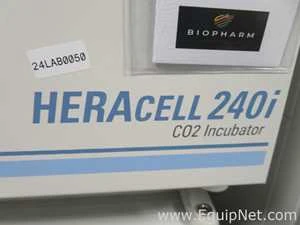 24LAB0050
BIOPHARM
HERACELL 240i
CO2 Incubator
www.EquipNet.com